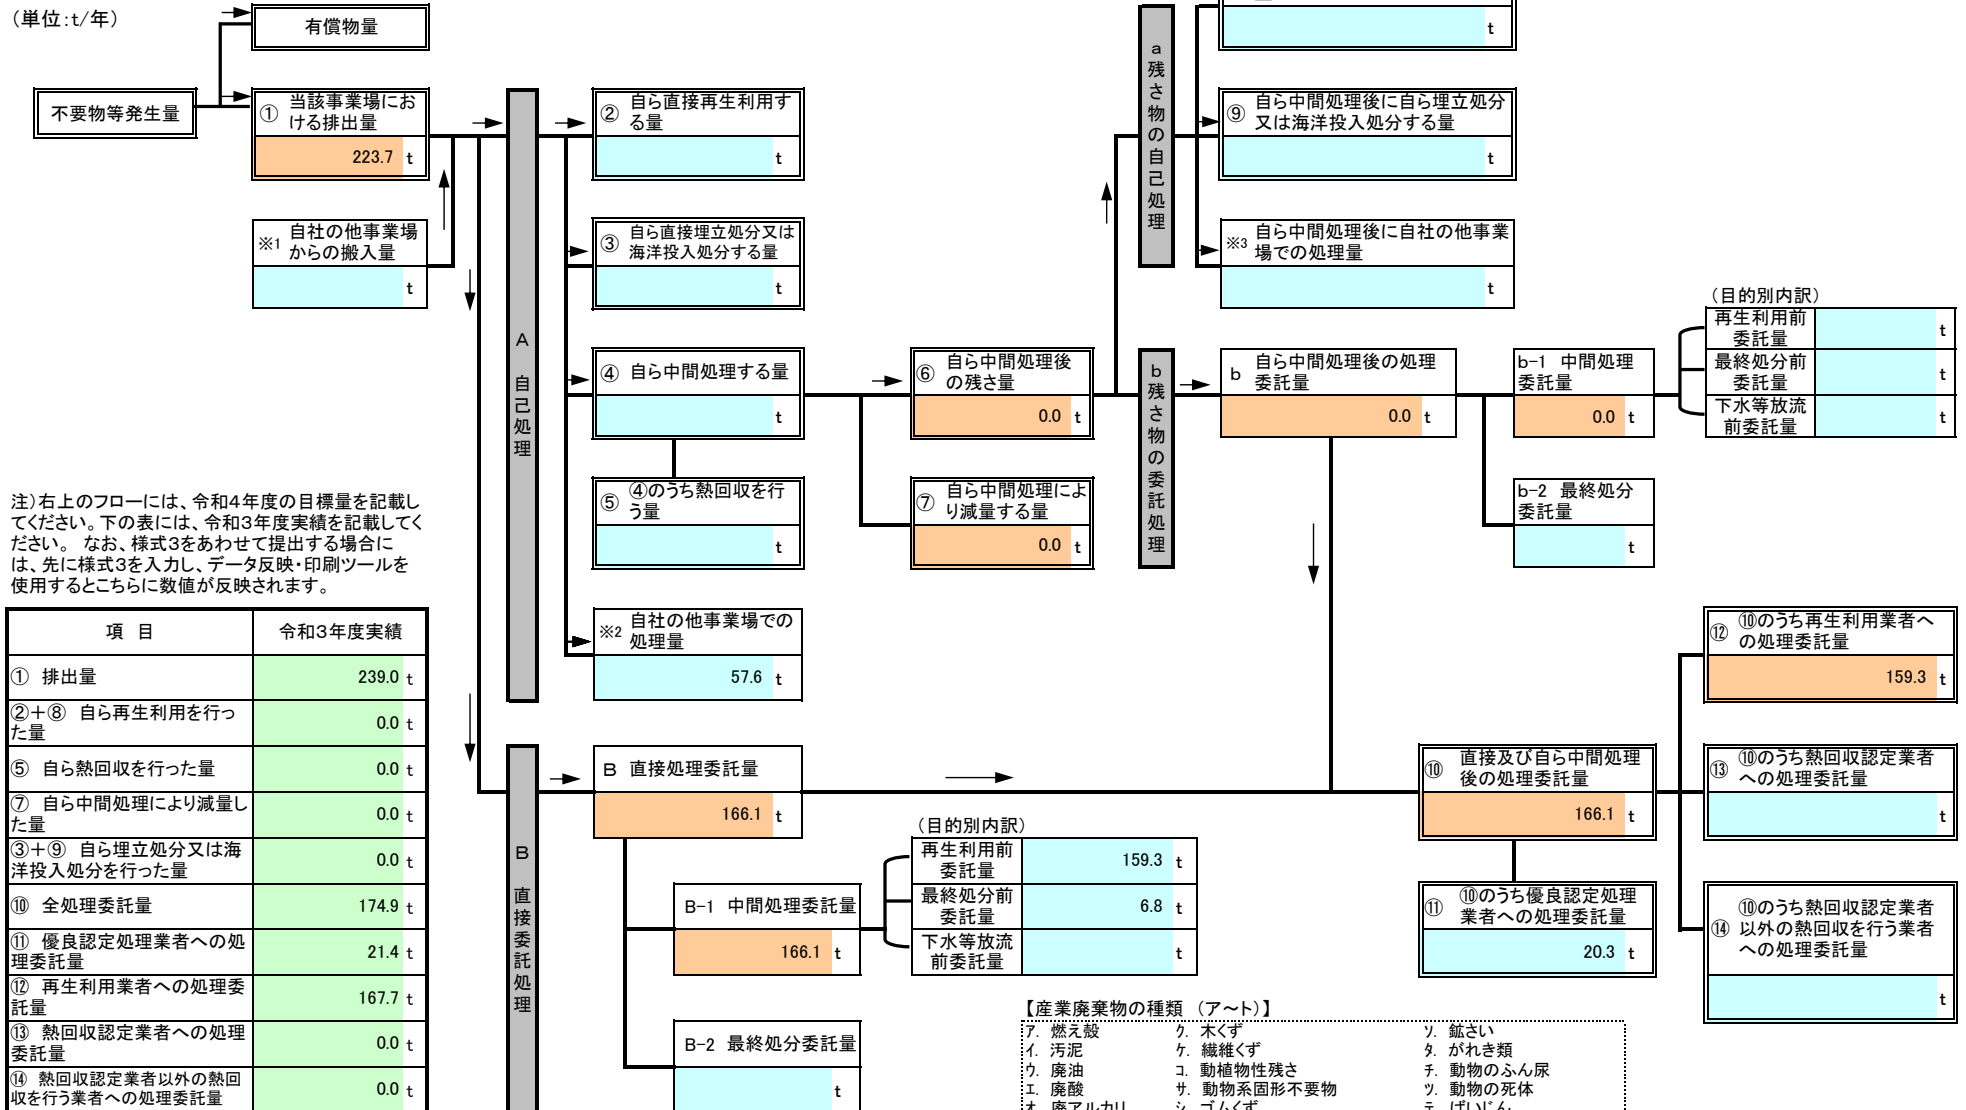 （単位:t/年）
有償物量
不要物等発生量
① 当該事業場にお
ける排出量
223.7 t
※1 自社の他事業場
からの搬入量
t
A 自己処理
② 自ら直接再生利用す
る量
t
③ 自ら直接埋立処分又は
海洋投入処分する量
t
④ 自ら中間処理する量
t
⑤ ④のうち熱回収を行
う量
t
※2 自社の他事業場での
処理量
57.6 t
⑥ 自ら中間処理後
の残さ量
0.0 t
⑦ 自ら中間処理によ
り減量する量
0.0 t
a 残さ物の自己処理
t
⑨ 自ら中間処理後に自ら埋立処分
又は海洋投入処分する量
t
※3 自ら中間処理後に自社の他事業
場での処理量
t
b 残さ物の委託処理
b 自ら中間処理後の処理
委託量
0.0 t
b-1 中間処理
委託量
0.0 t
b-2 最終処分
委託量
t
（目的別内訳）
再生利用前
委託量
t
最終処分前
委託量
t
下水等放流
前委託量
t
注）右上のフローには、令和4年度の目標量を記載し
てください。下の表には、令和3年度実績を記載してく
ださい。 なお、様式3をあわせて提出する場合に
は、先に様式3を入力し、データ反映・印刷ツールを
使用するとこちらに数値が反映されます。
項 目 令和3年度実績
① 排出量 239.0 t
②＋⑧ 自ら再生利用を行っ
た量 0.0 t
⑤ 自ら熱回収を行った量 0.0 t
⑦ 自ら中間処理により減量し
た量 0.0 t
③＋⑨ 自ら埋立処分又は海
洋投入処分を行った量 0.0 t
⑩ 全処理委託量 174.9 t
⑪ 優良認定処理業者への処
理委託量 21.4 t
⑫ 再生利用業者への処理委
託量 167.7 t
⑬ 熱回収認定業者への処理
委託量 0.0 t
⑭ 熱回収認定業者以外の熱回
収を行う業者への処理委託量 0.0 t
B 直接委託処理
B 直接処理委託量
166.1 t
B-1 中間処理委託量
166.1 t
B-2 最終処分委託量
t
（目的別内訳）
再生利用前
委託量
159.3 t
最終処分前
委託量
6.8 t
下水等放流
前委託量
t
⑩ 直接及び自ら中間処理
後の処理委託量
166.1 t
⑪ ⑩のうち優良認定処理
業者への処理委託量
20.3 t
⑫ ⑩のうち再生利用業者へ
の処理委託量
159.3 t
⑬ ⑩のうち熱回収認定業者
への処理委託量
t
⑭ ⑩のうち熱回収認定業者
以外の熱回収を行う業者
への処理委託量
t
【産業廃棄物の種類 （ア～ト）】
ｱ. 燃え殻 ｸ. 木くず ｿ. 鉱さい
ｲ. 汚泥 ｹ. 繊維くず ﾀ. がれき類
ｳ. 廃油 ｺ. 動植物性残さ ﾁ. 動物のふん尿
ｴ. 廃酸 ｻ. 動物系固形不要物 ﾂ. 動物の死体
ｵ. 廃アルカリ ｼ. ゴムくず ﾃ. ばいじん